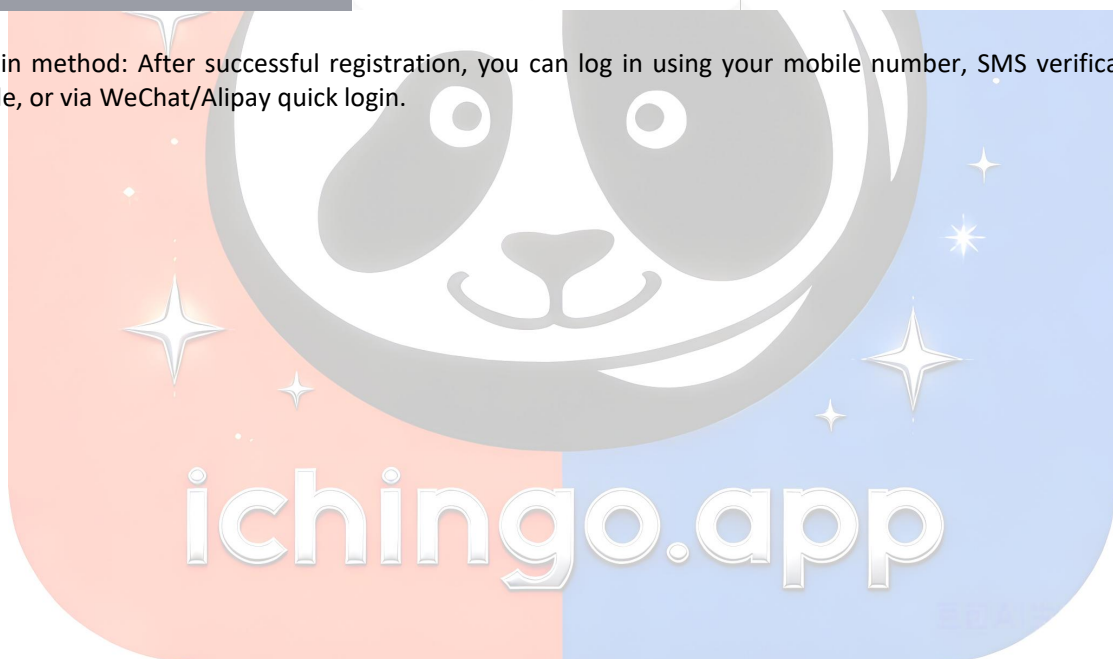 in method: After successful registration, you can log in using your mobile number, SMS verifica
le, or via WeChat/Alipay quick login.
ichingo.app